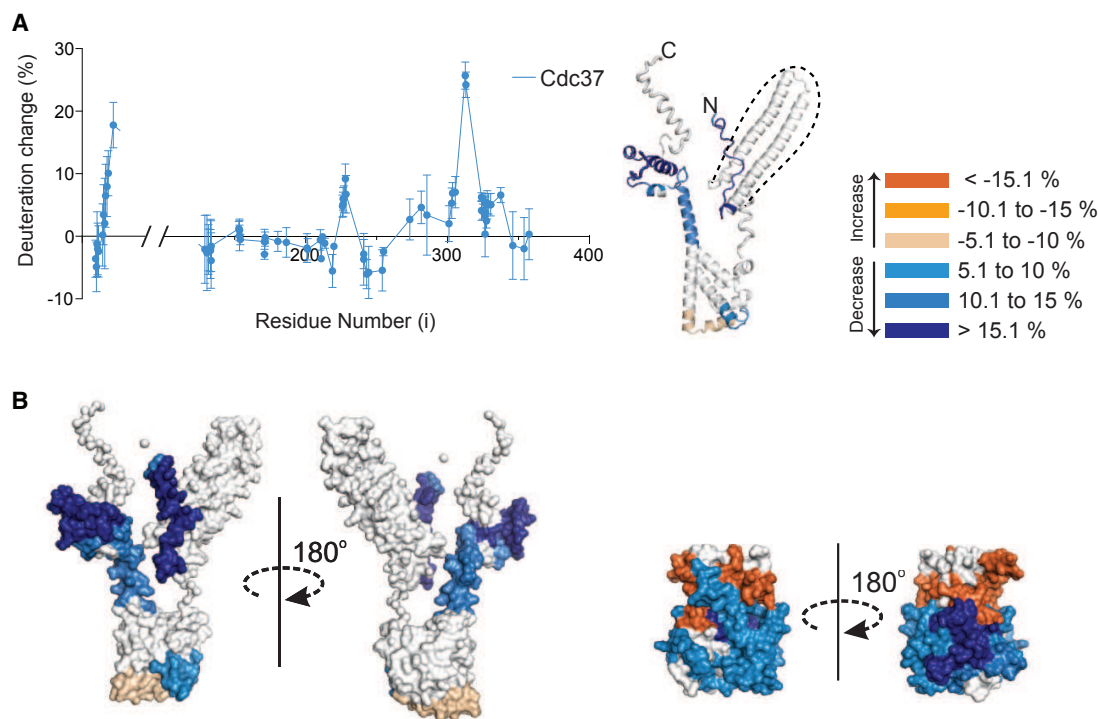 A
Deuteration change (%)
30
20
10
0
-10
200
300
400
Residue Number (i)
Cdc37
C
N
Increase
Decrease
< -15.1 %
-10.1 to -15 %
-5.1 to -10 %
5.1 to 10 %
10.1 to 15 %
> 15.1 %
B
180°
180°